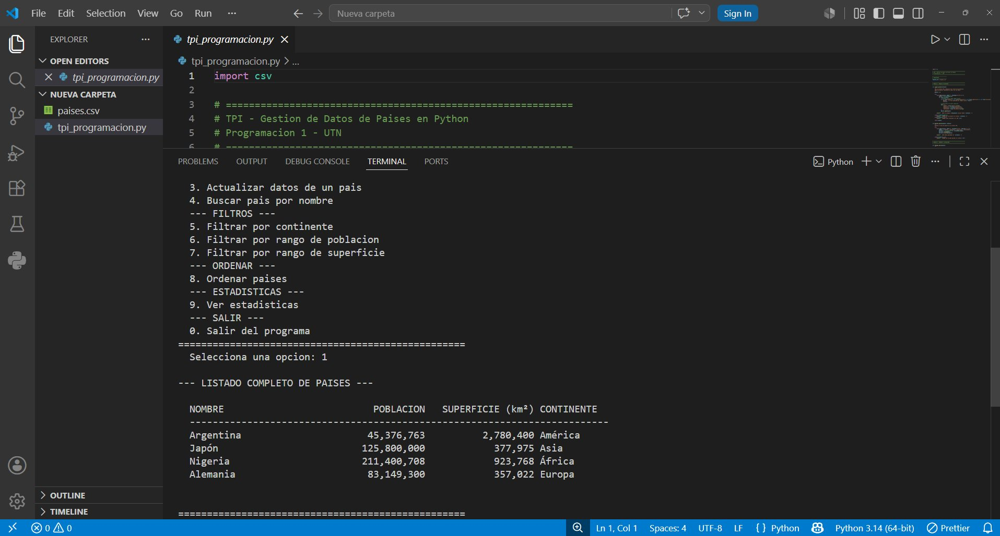 File Edit Selection View Go Run ···
Nueva carpeta
Sign In
EXPLORER ···
OPEN EDITORS
tpi_programacion.py
NUEVA CARPETA
paises.csv
tpi_programacion.py
OUTLINE
TIMELINE
tpi_programacion.py
tpi_programacion.py > ...
1 import csv
2
3 # ============================================================
4 # TPI - Gestion de Datos de Paises en Python
5 # Programacion 1 - UTN
6 # ============================================================
PROBLEMS OUTPUT DEBUG CONSOLE TERMINAL PORTS
Python
3. Actualizar datos de un pais
4. Buscar pais por nombre
--- FILTROS ---
5. Filtrar por continente
6. Filtrar por rango de poblacion
7. Filtrar por rango de superficie
--- ORDENAR ---
8. Ordenar paises
--- ESTADISTICAS ---
9. Ver estadisticas
--- SALIR ---
0. Salir del programa
==================================================
Selecciona una opcion: 1
--- LISTADO COMPLETO DE PAISES ---
NOMBRE POBLACION SUPERFICIE (km²) CONTINENTE
-------------------------------------------------------------------------
Argentina 45,376,763 2,780,400 América
Japón 125,800,000 377,975 Asia
Nigeria 211,400,708 923,768 África
Alemania 83,149,300 357,022 Europa
==================================================
0 0 Ln 1, Col 1 Spaces: 4 UTF-8 LF { } Python Python 3.14 (64-bit) Prettier